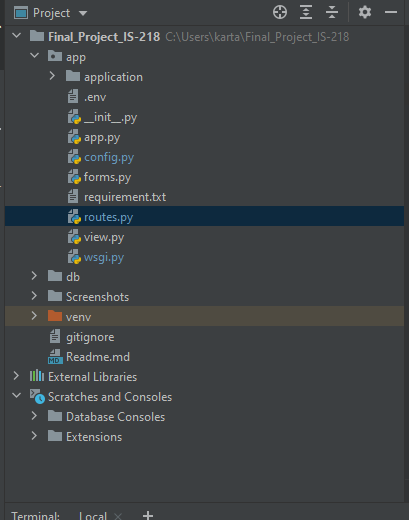 Project
Final_Project_IS-218 C:\Users\karta\Final_Project_IS-218
app
application
.env
__init__.py
app.py
config.py
forms.py
requirement.txt
routes.py
view.py
wsgi.py
db
Screenshots
venv
gitignore
MD Readme.md
External Libraries
Scratches and Consoles
Database Consoles
Extensions
Terminal: Local × +